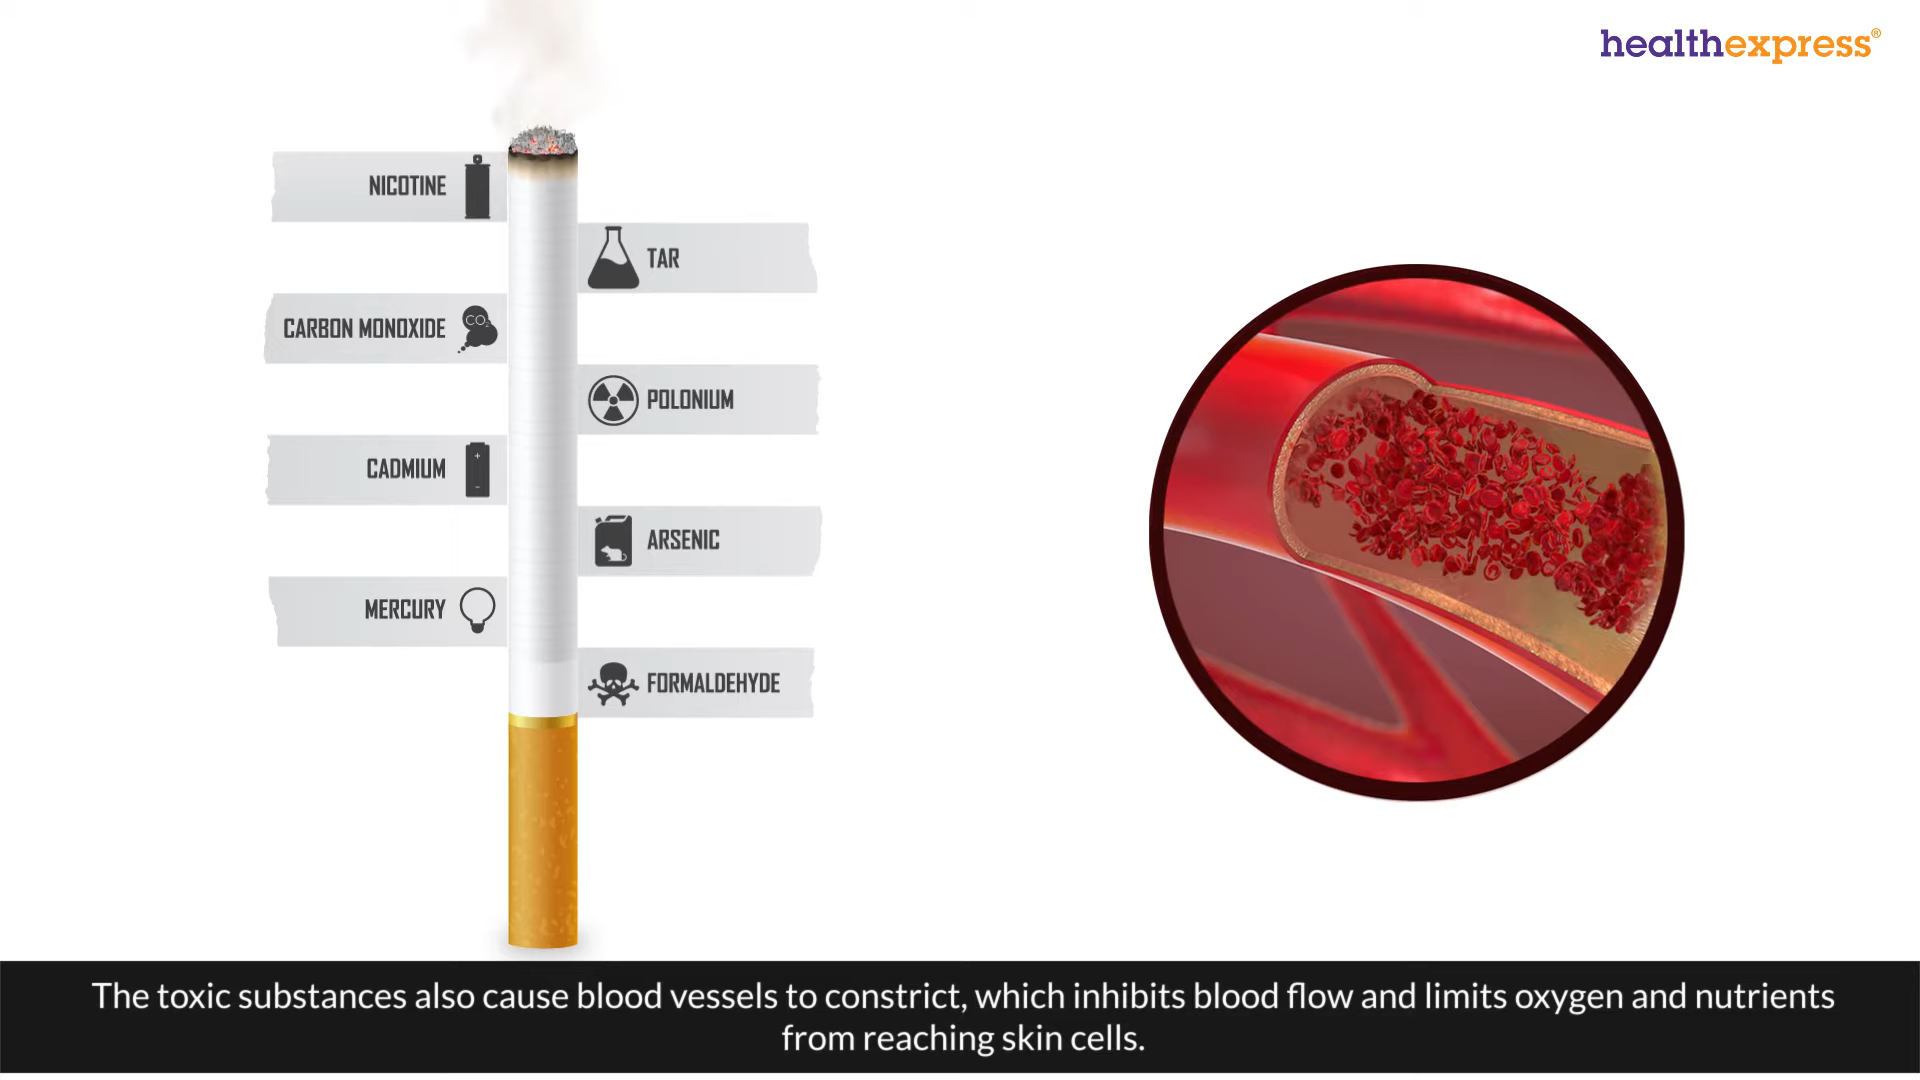 healthexpress®
NICOTINE
TAR
CARBON MONOXIDE
CO₂
POLONIUM
CADMIUM
+
-
ARSENIC
MERCURY
FORMALDEHYDE
The toxic substances also cause blood vessels to constrict, which inhibits blood flow and limits oxygen and nutrients
from reaching skin cells.